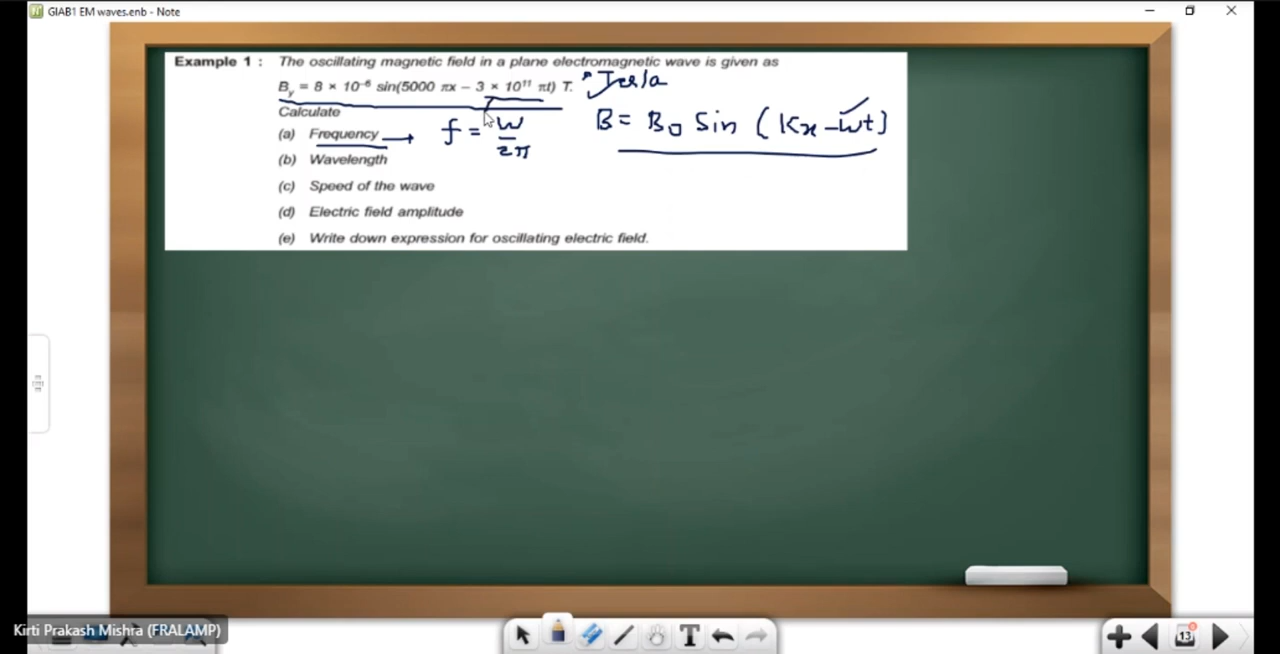 GIAB1 EM waves.enb - Note
Example 1 : The oscillating magnetic field in a plane electromagnetic wave is given as
By = 8 × 10⁻⁶ sin(5000 πx − 3 × 10¹¹ πt) T. Tesla
Calculate
B = B₀ Sin (Kx − ωt)
(a) Frequency → f = ω/2π
(b) Wavelength
(c) Speed of the wave
(d) Electric field amplitude
(e) Write down expression for oscillating electric field.
Kirti Prakash Mishra (FRALAMP)
T
13